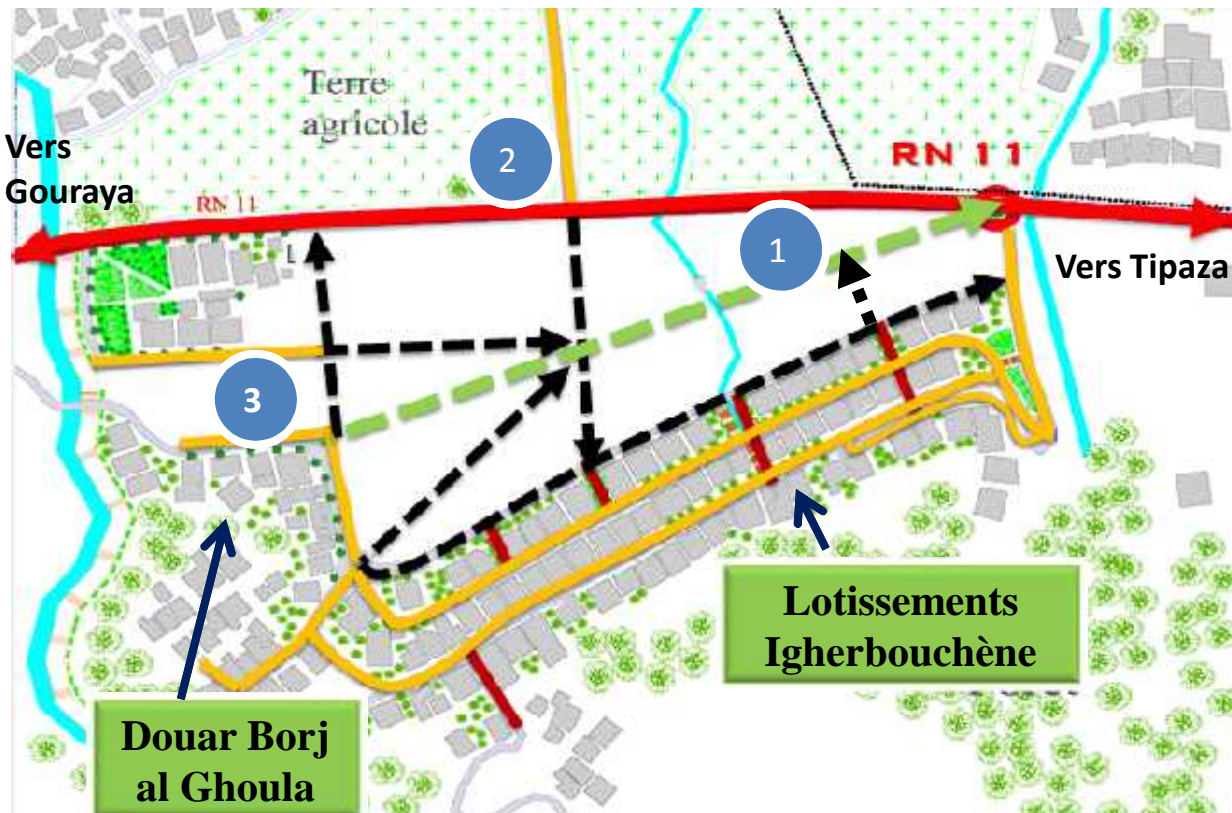 Terre
agricole
2
Vers
Gouraya
RN 11
RN 11
1
Vers Tipaza
3
Lotissements
Igherbouchène
Douar Borj
al Ghoula